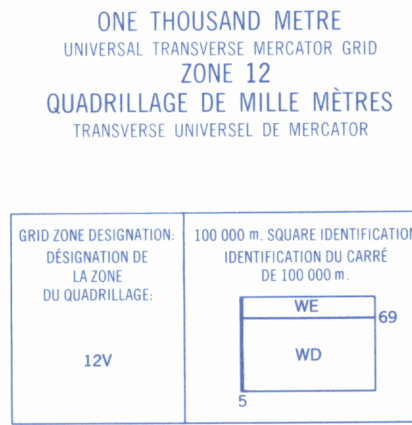 ONE THOUSAND METRE
UNIVERSAL TRANSVERSE MERCATOR GRID
ZONE 12
QUADRILLAGE DE MILLE MÈTRES
TRANSVERSE UNIVERSEL DE MERCATOR
GRID ZONE DESIGNATION:
DÉSIGNATION DE
LA ZONE
DU QUADRILLAGE:
12V
100 000 m. SQUARE IDENTIFICATION
IDENTIFICATION DU CARRÉ
DE 100 000 m.
WE
69
WD
5